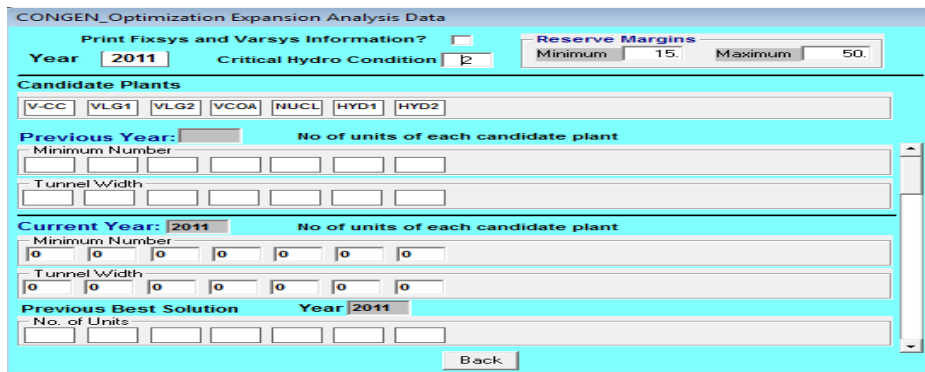 CONGEN_Optimization Expansion Analysis Data
Print Fixsys and Varsys Information?
Reserve Margins
Year 2011 Critical Hydro Condition 2 Minimum 15. Maximum 50.
Candidate Plants
V-CC VLG1 VLG2 VCOA NUCL HYD1 HYD2
Previous Year: No of units of each candidate plant
Minimum Number
Tunnel Width
Current Year: 2011 No of units of each candidate plant
Minimum Number
0 0 0 0 0 0 0
Tunnel Width
0 0 0 0 0 0 0
Previous Best Solution Year 2011
No. of Units
Back